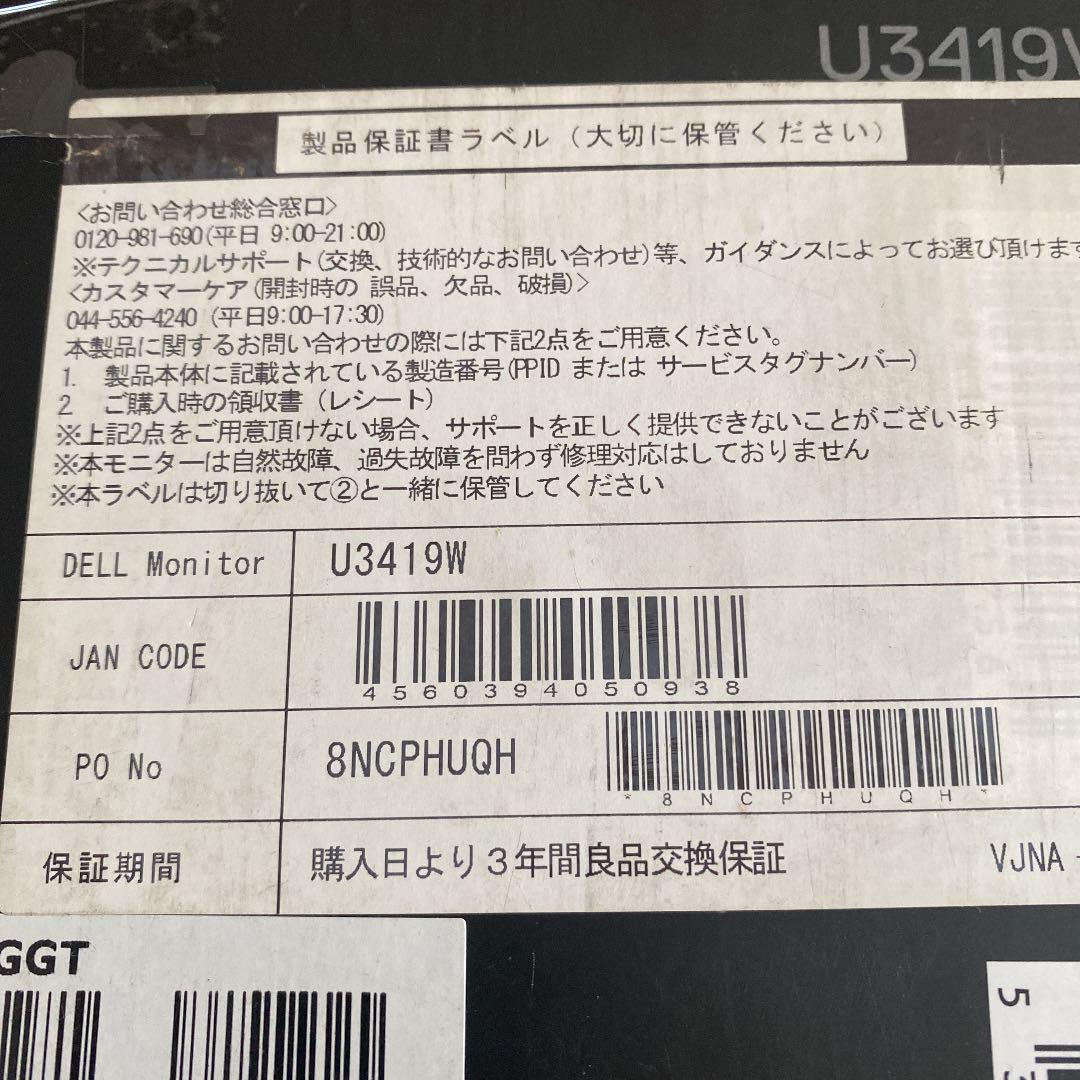 U3419W
製品保証書ラベル（大切に保管ください）
<お問い合わせ総合窓口>
0120-981-690(平日 9:00-21:00)
※テクニカルサポート(交換、技術的なお問い合わせ)等、ガイダンスによってお選び頂けます
<カスタマーケア(開封時の 誤品、欠品、破損)>
044-556-4240 (平日9:00-17:30)
本製品に関するお問い合わせの際には下記2点をご用意ください。
1. 製品本体に記載されている製造番号(PPID または サービスタグナンバー)
2 ご購入時の領収書（レシート)
※上記2点をご用意頂けない場合、サポートを正しく提供できないことがございます
※本モニターは自然故障、過失故障を問わず修理対応はしておりません
※本ラベルは切り抜いて②と一緒に保管してください
DELL Monitor U3419W
JAN CODE
4560394050938
PO No 8NCPHUQH
*8NCPHUQH*
保証期間 購入日より３年間良品交換保証 VJNA
GGT
5